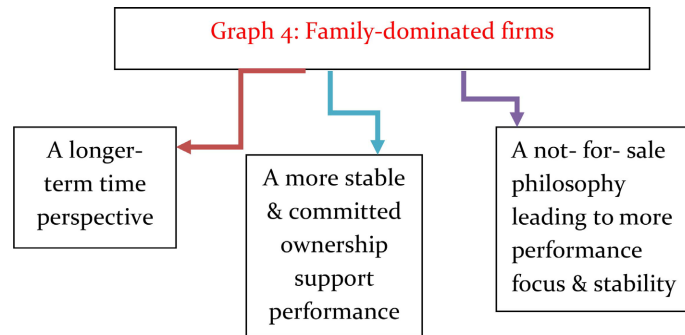 Graph 4: Family-dominated firms
A longer-
term time
perspective
A more stable
& committed
ownership
support
performance
A not- for- sale
philosophy
leading to more
performance
focus & stability